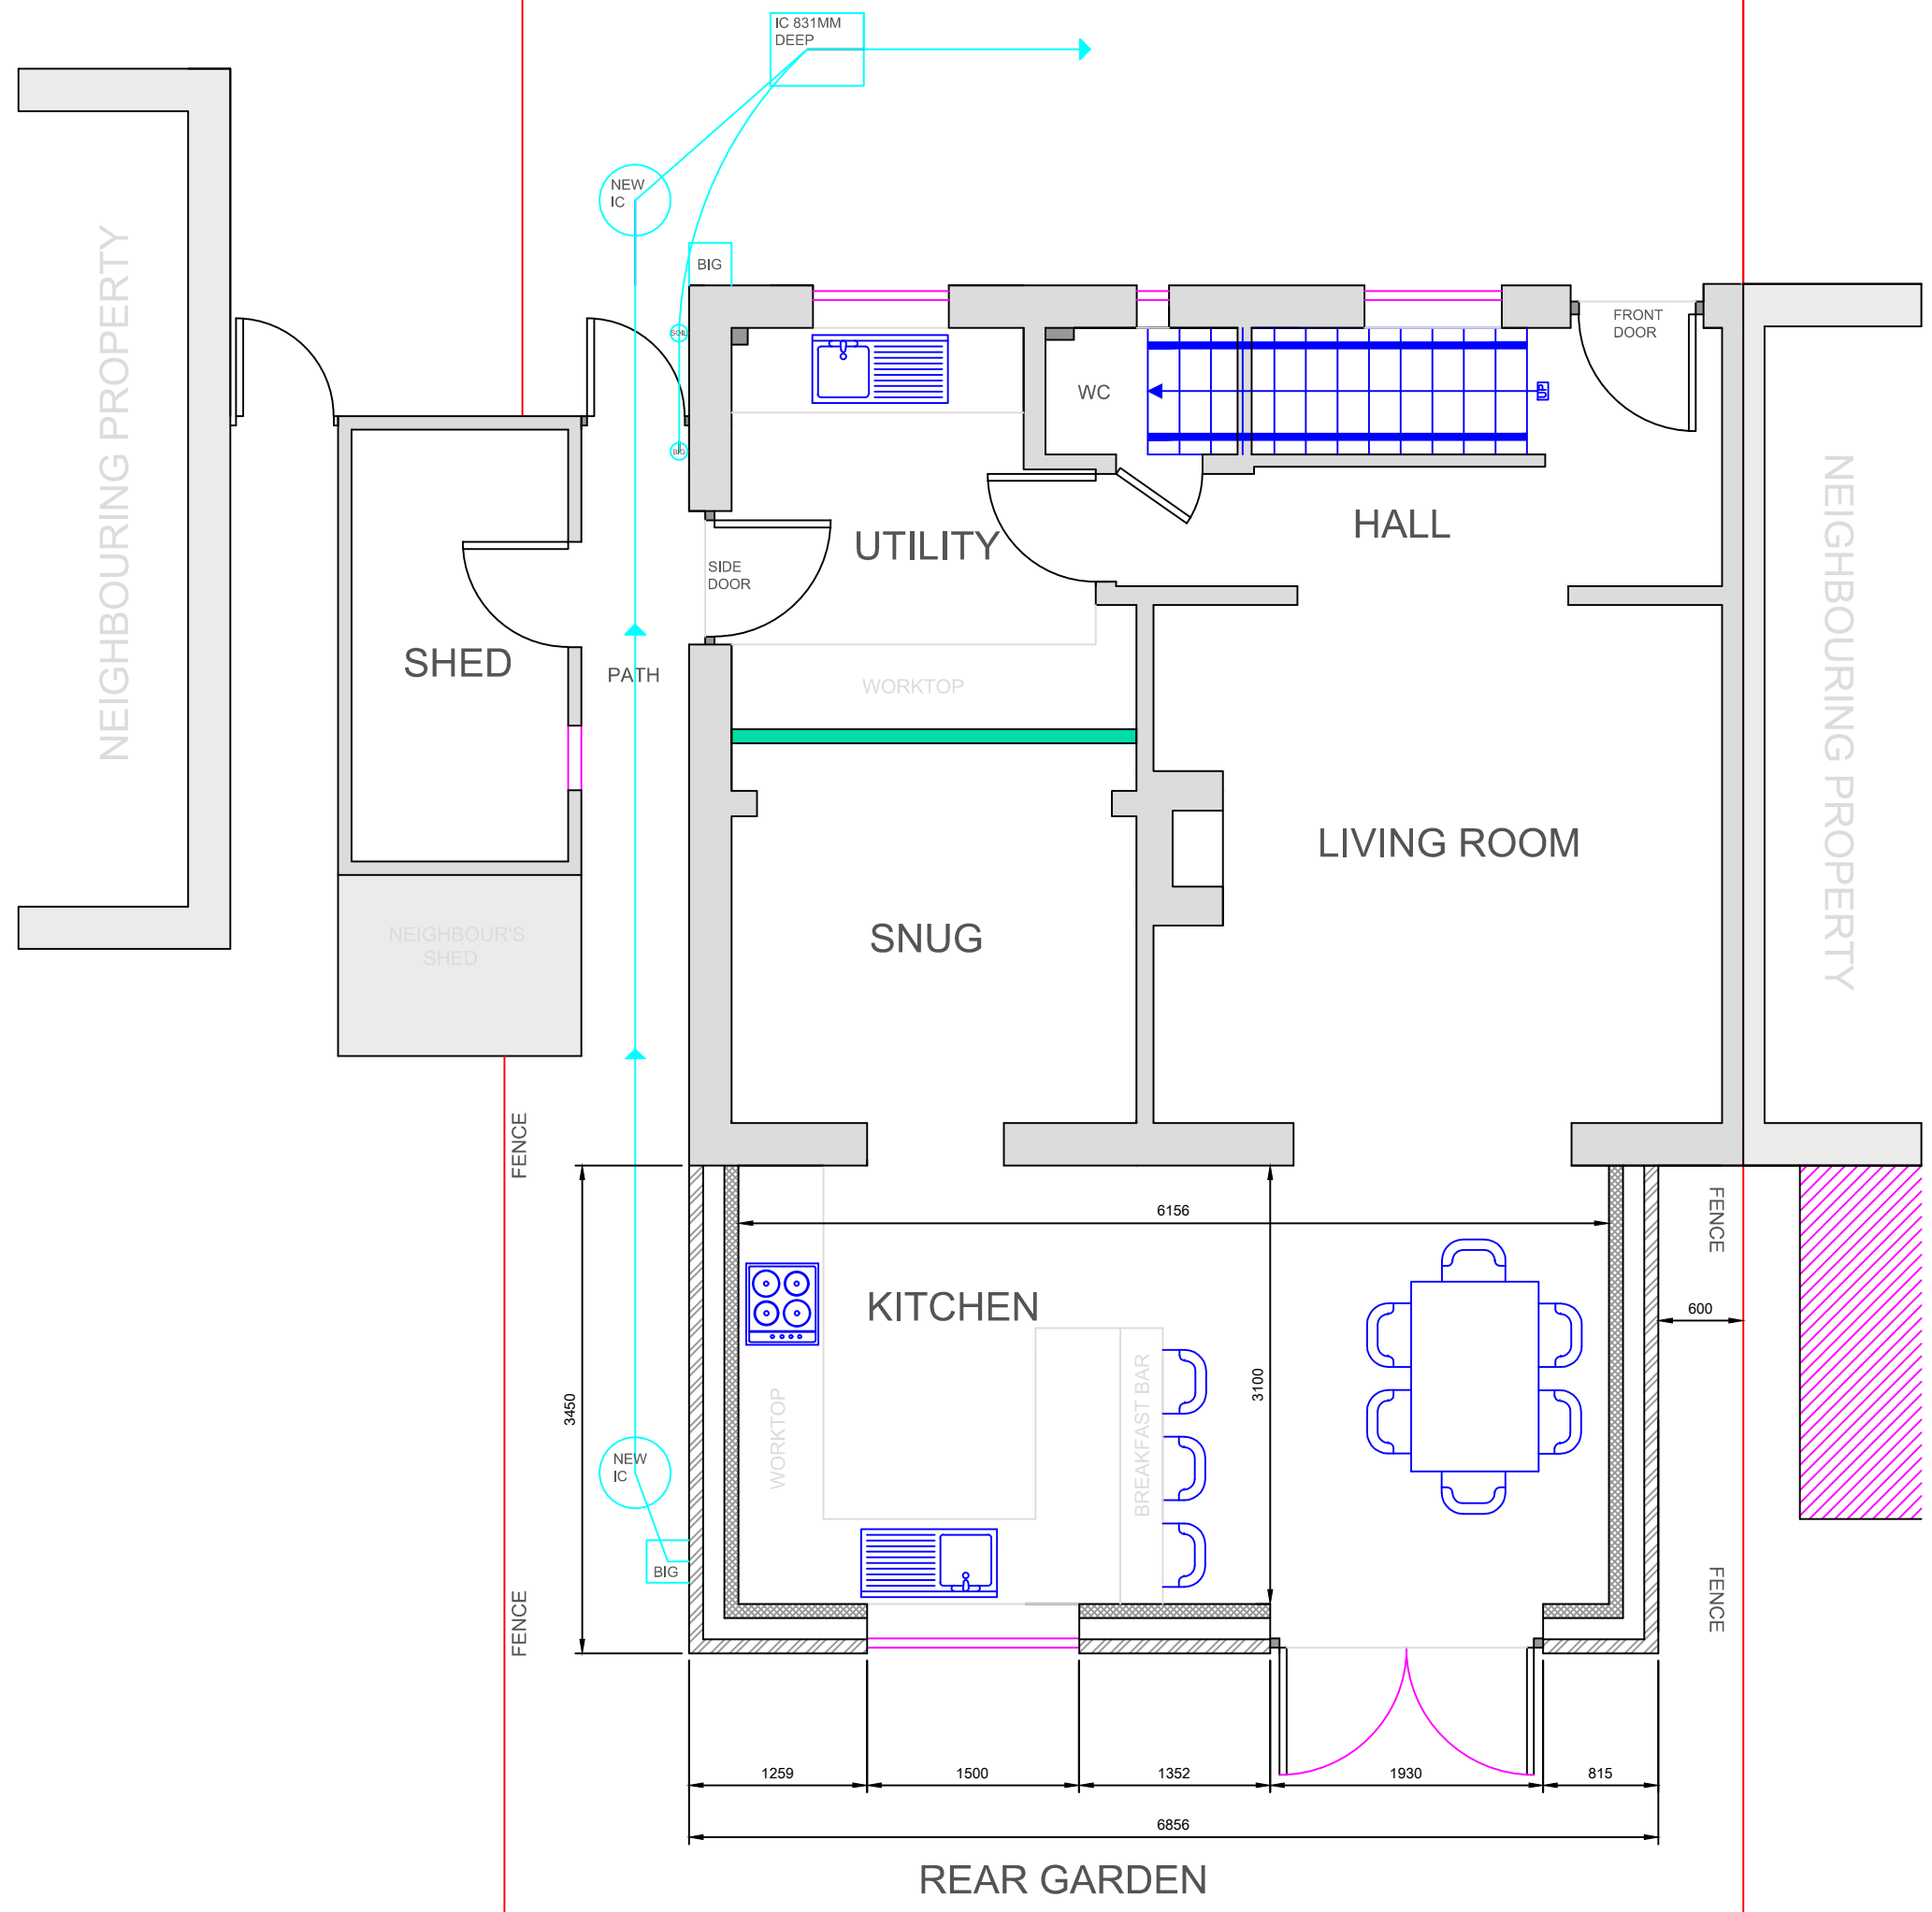 IC 831MM
DEEP
NEW
IC
BIG
SOIL
BIG
FRONT
DOOR
WC
UP
NEIGHBOURING PROPERTY
HALL
UTILITY
SIDE
DOOR
SHED
PATH
WORKTOP
NEIGHBOURING PROPERTY
LIVING ROOM
SNUG
NEIGHBOUR'S
SHED
FENCE
FENCE
6156
KITCHEN
600
3450
3100
WORKTOP
BREAKFAST BAR
NEW
IC
BIG
FENCE
FENCE
1259
1500
1352
1930
815
6856
REAR GARDEN